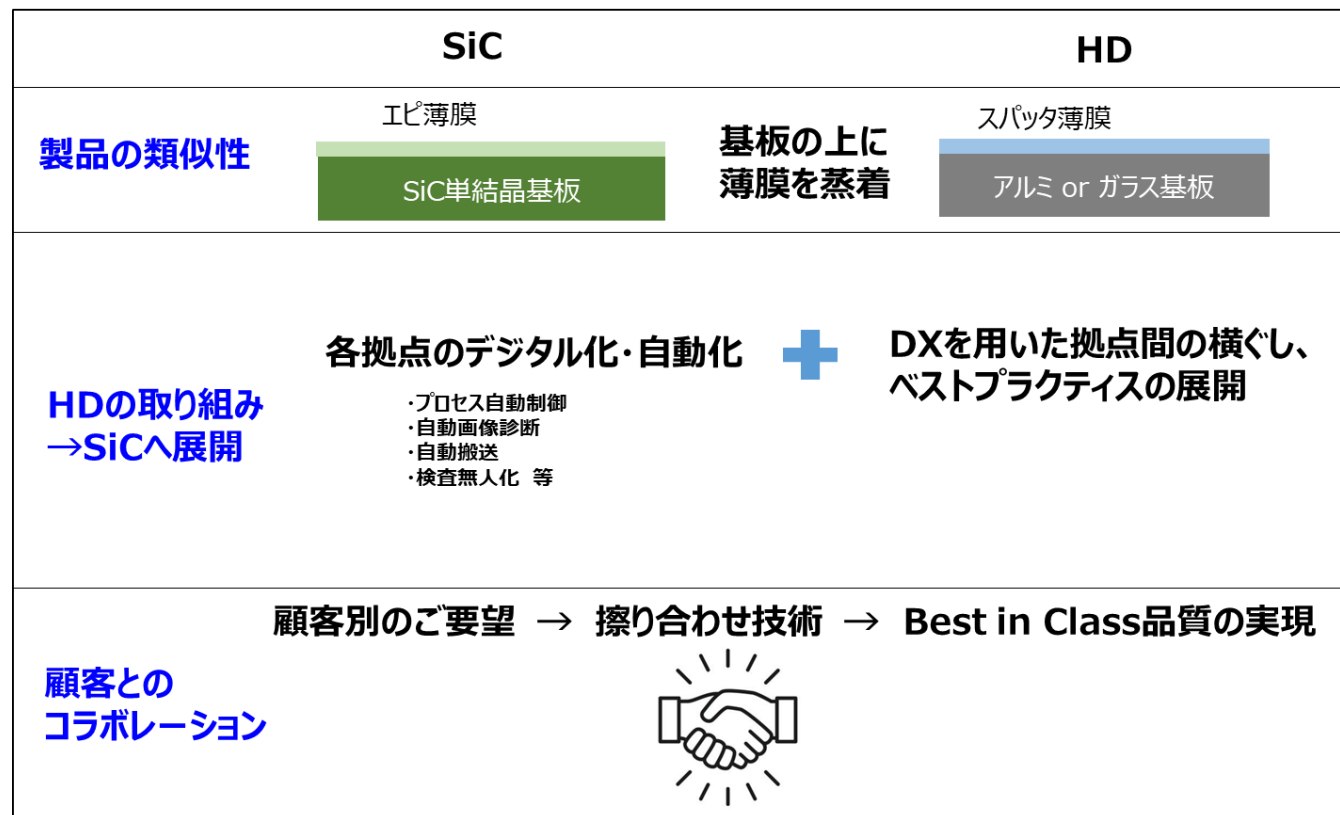 SiC
HD
製品の類似性
エピ薄膜
SiC単結晶基板
基板の上に
薄膜を蒸着
スパッタ薄膜
アルミ or ガラス基板
HDの取り組み
→SiCへ展開
各拠点のデジタル化・自動化
・プロセス自動制御
・自動画像診断
・自動搬送
・検査無人化 等
DXを用いた拠点間の横ぐし、
ベストプラクティスの展開
顧客との
コラボレーション
顧客別のご要望 → 擦り合わせ技術 → Best in Class品質の実現